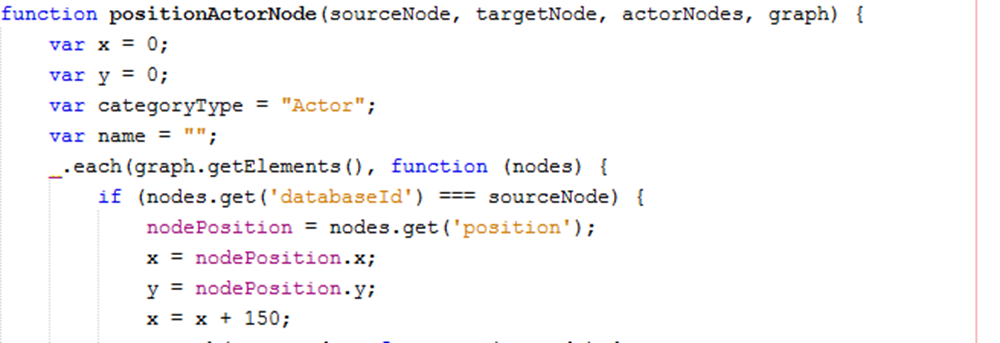 function positionActorNode(sourceNode, targetNode, actorNodes, graph) {
    var x = 0;
    var y = 0;
    var categoryType = "Actor";
    var name = "";
    _.each(graph.getElements(), function (nodes) {
        if (nodes.get('databaseId') === sourceNode) {
            nodePosition = nodes.get('position');
            x = nodePosition.x;
            y = nodePosition.y;
            x = x + 150;